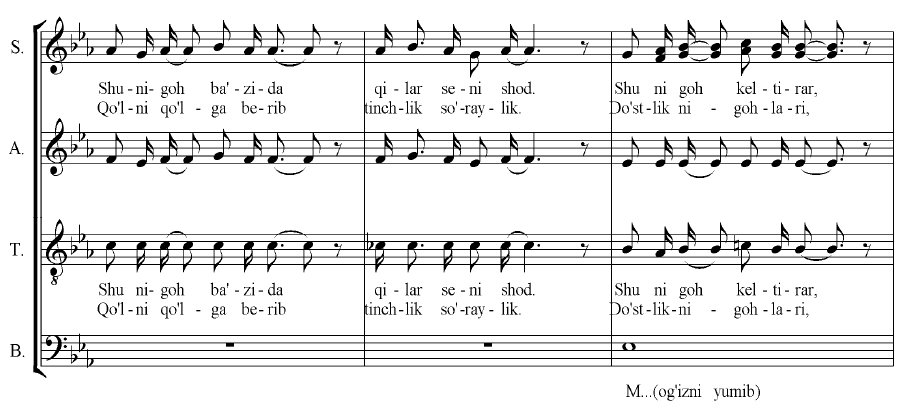 S.
Shu - ni - goh ba' - zi - da qi - lar se - ni shod. Shu ni goh kel - ti - rar,
Qo'l - ni qo'l - ga be - rib tinch - lik so' - ray - lik. Do'st - lik ni - goh - la - ri,
A.
T.
Shu ni - goh ba' - zi - da qi - lar se - ni shod. Shu ni goh kel - ti - rar,
Qo'l - ni qo'l - ga be - rib tinch - lik so' - ray - lik. Do'st - lik - ni - goh - la - ri,
B.
M...(og'izni yumib)